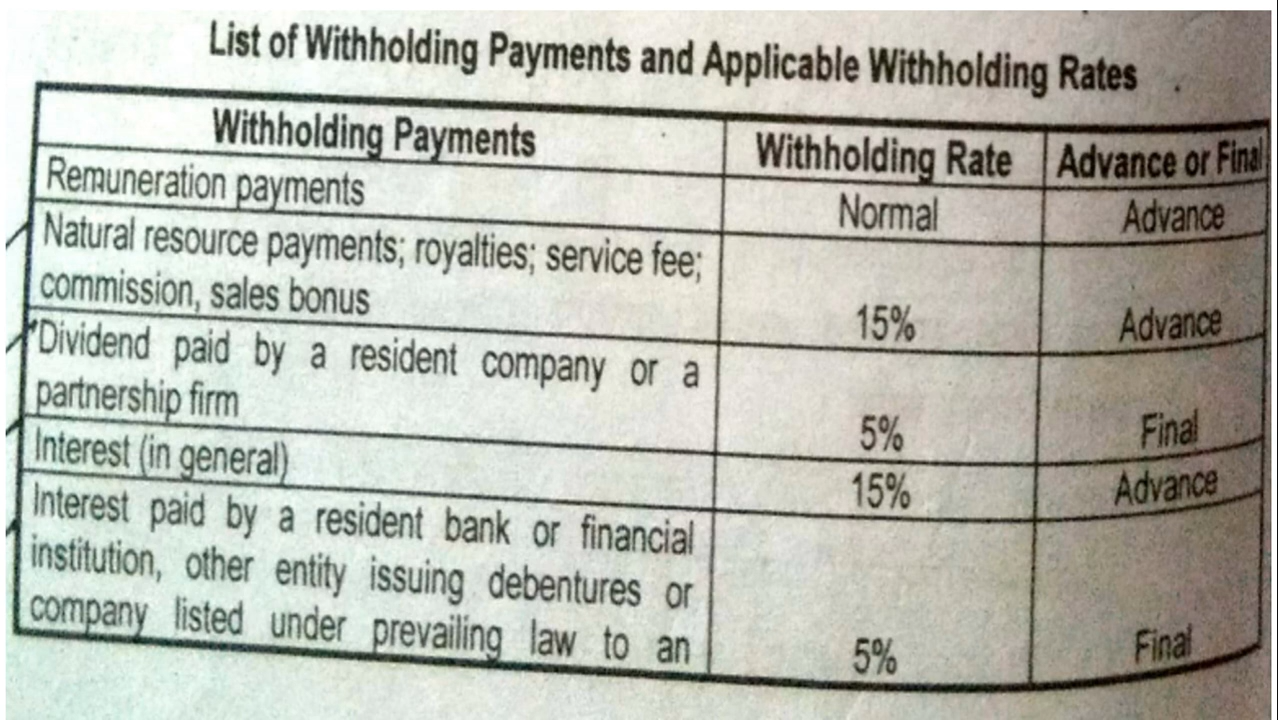 List of Withholding Payments and Applicable Withholding Rates
Withholding Payments Withholding Rate Advance or Final
Remuneration payments Normal Advance
Natural resource payments; royalties; service fee;
commission, sales bonus 15% Advance
Dividend paid by a resident company or a
partnership firm 5% Final
Interest (in general) 15% Advance
Interest paid by a resident bank or financial
institution, other entity issuing debentures or
company listed under prevailing law to an 5% Final